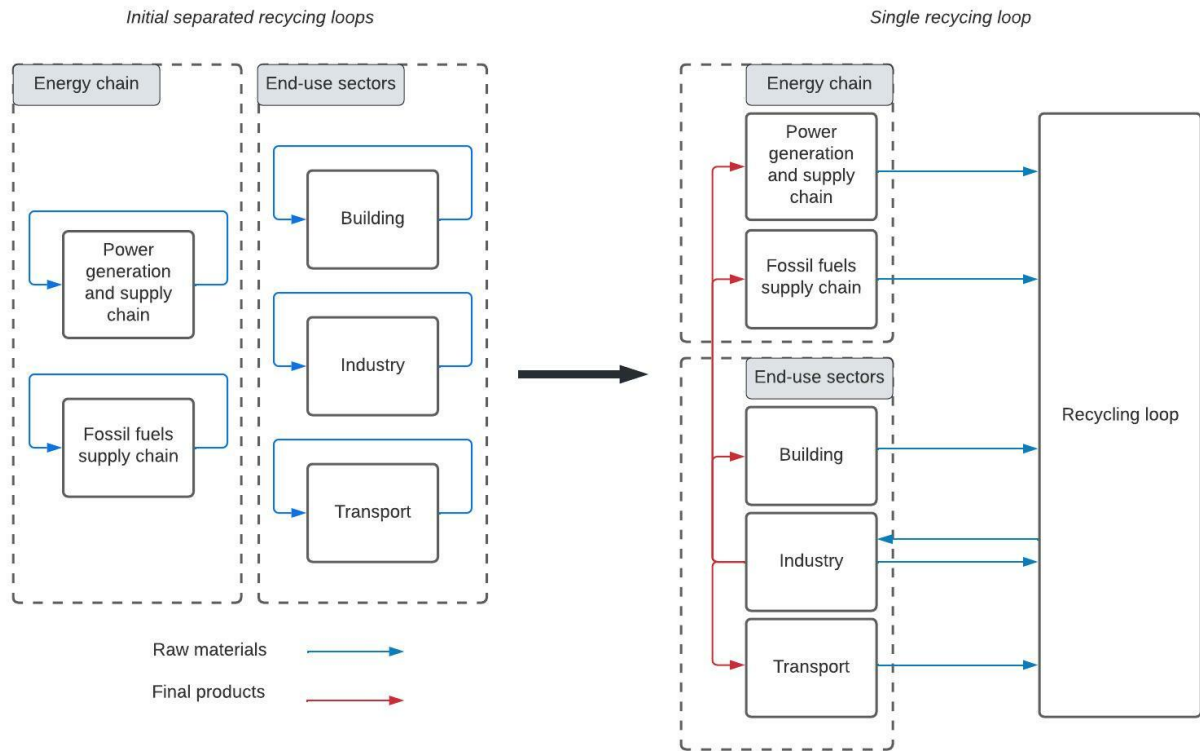 Initial separated recycing loops
Energy chain
End-use sectors
Power
generation
and supply
chain
Fossil fuels
supply chain
Building
Industry
Transport
Raw materials
Final products
Single recycing loop
Energy chain
Power
generation
and supply
chain
Fossil fuels
supply chain
End-use sectors
Building
Industry
Transport
Recycling loop